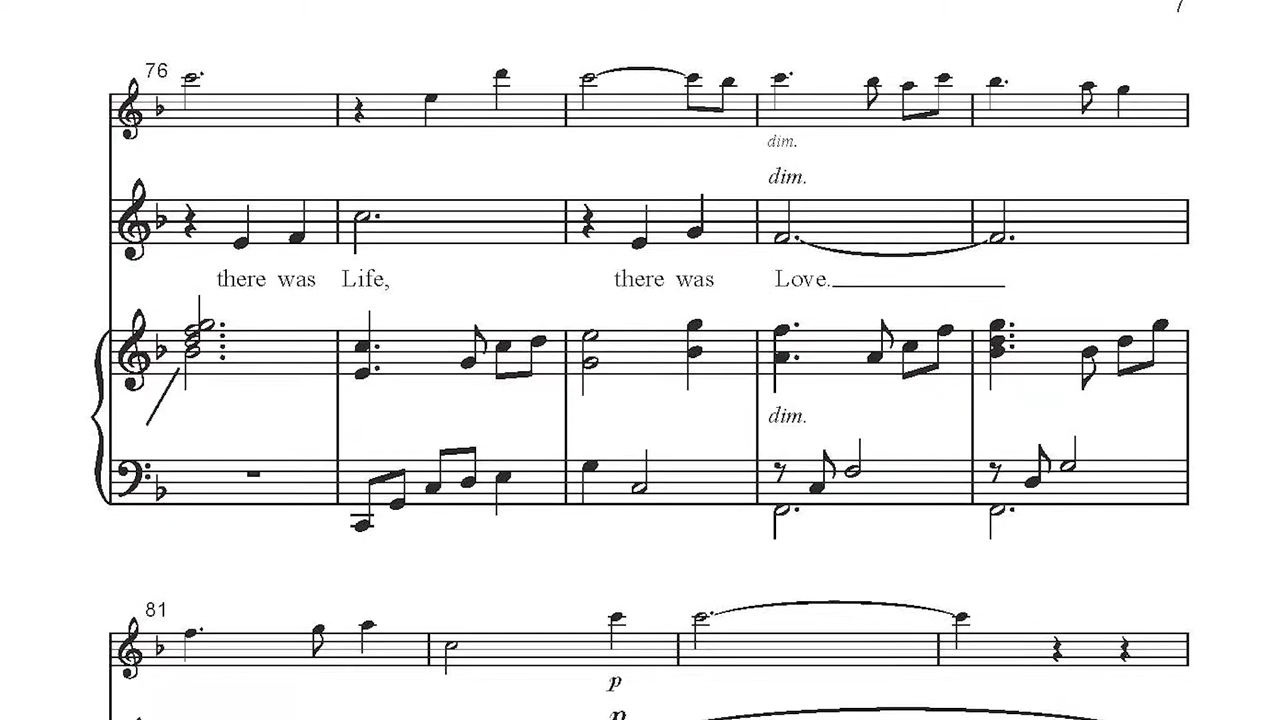 7
76
dim.
dim.
there was Life, there was Love.
dim.
81
p
p